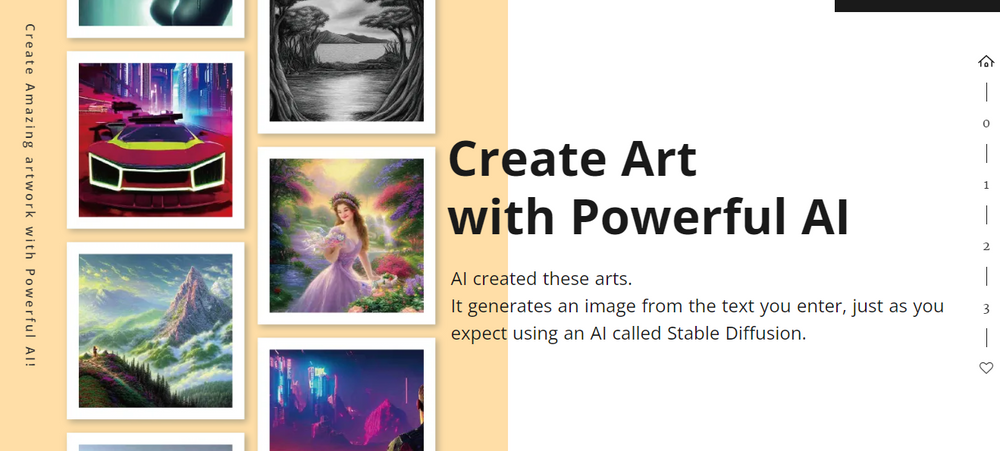 Create Amazing artwork with Powerful AI!
Create Art
with Powerful AI
AI created these arts.
It generates an image from the text you enter, just as you
expect using an AI called Stable Diffusion.
0
1
2
3